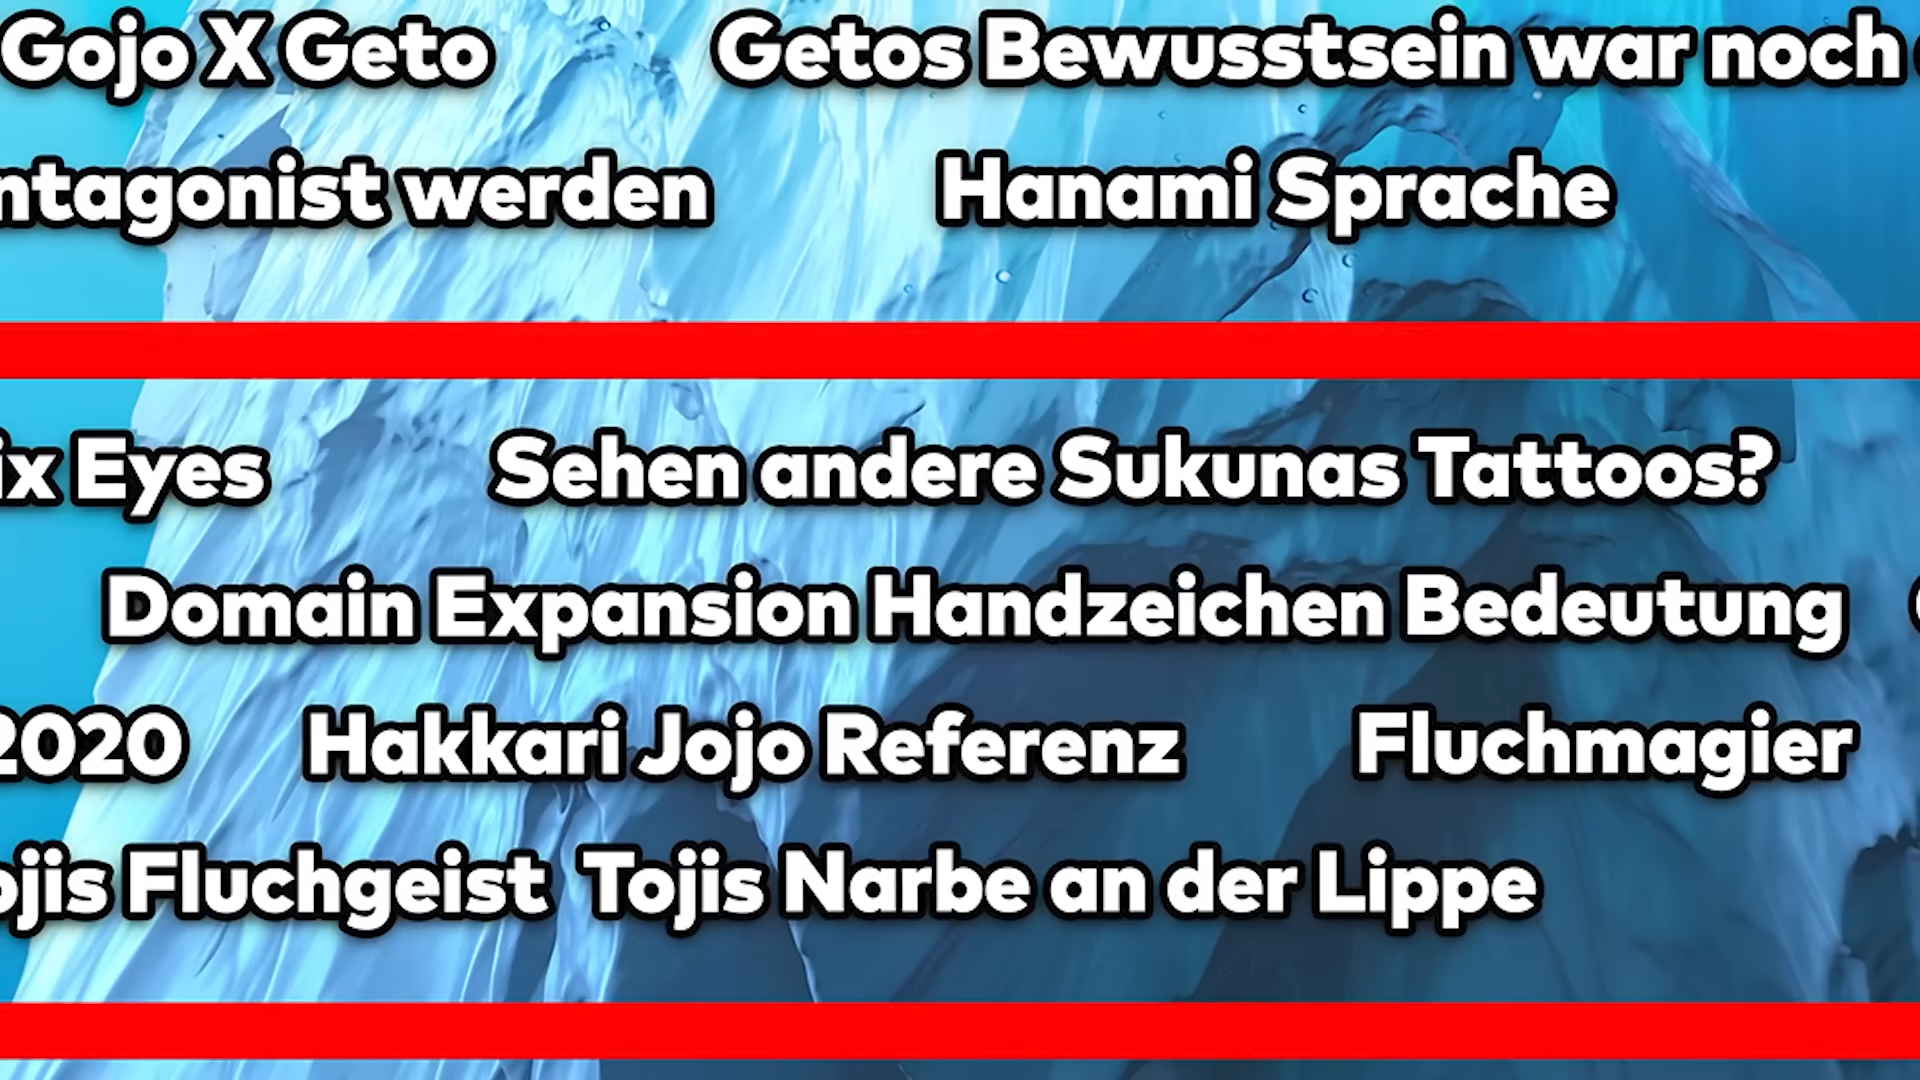 Gojo X Geto Getos Bewusstsein war noch
ntagonist werden Hanami Sprache
ix Eyes Sehen andere Sukunas Tattoos?
Domain Expansion Handzeichen Bedeutung
2020 Hakkari Jojo Referenz Fluchmagier
ojis Fluchgeist Tojis Narbe an der Lippe